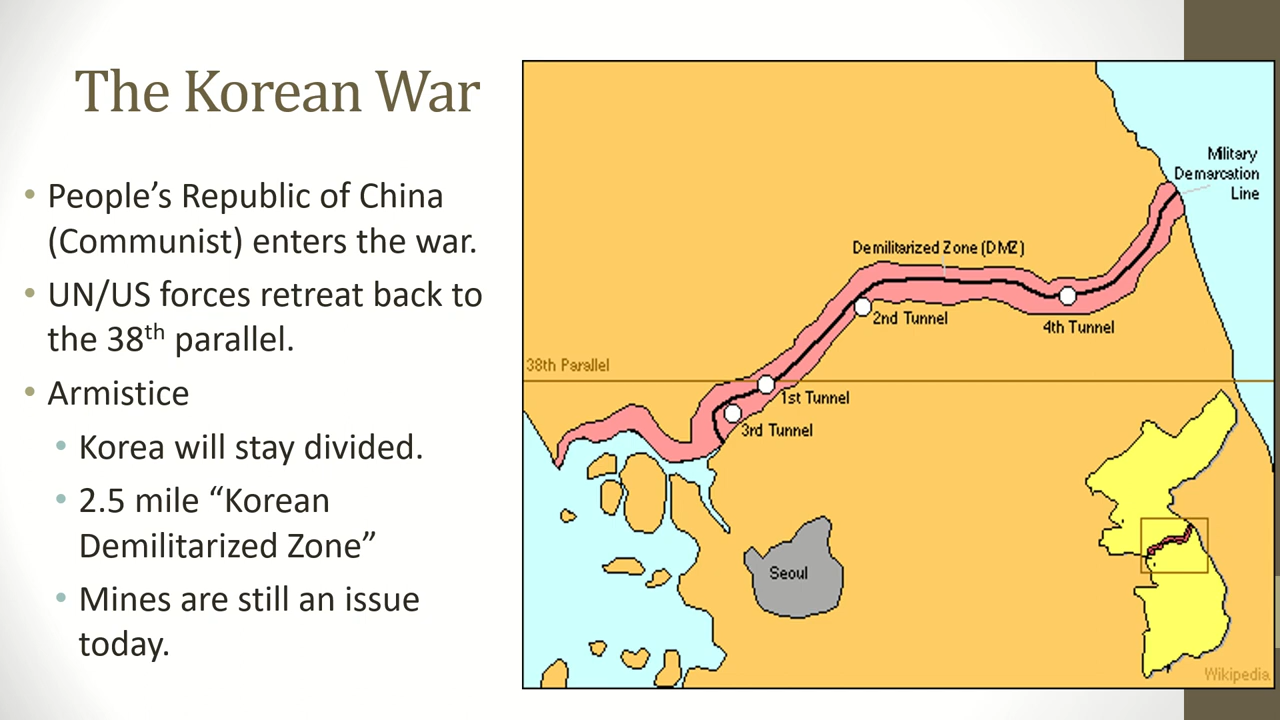 The Korean War
• People’s Republic of China
(Communist) enters the war.
• UN/US forces retreat back to
the 38th parallel.
• Armistice
• Korea will stay divided.
• 2.5 mile “Korean
Demilitarized Zone”
• Mines are still an issue
today.
Military
Demarcation
Line
Demilitarized Zone (DMZ)
2nd Tunnel
4th Tunnel
38th Parallel
1st Tunnel
3rd Tunnel
Seoul
Wikipedia